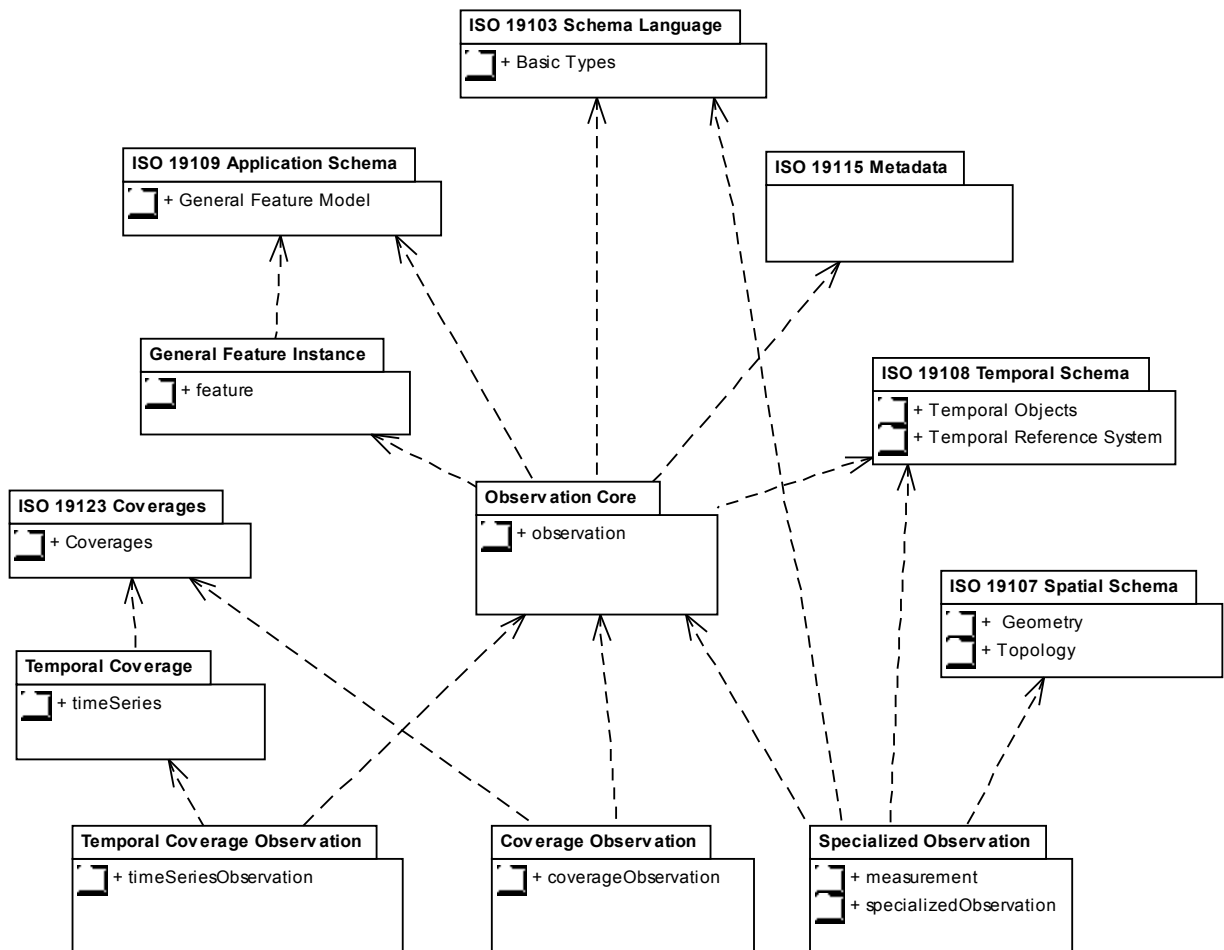 ISO 19103 Schema Language
+ Basic Types
ISO 19109 Application Schema
+ General Feature Model
ISO 19115 Metadata
General Feature Instance
+ feature
ISO 19108 Temporal Schema
+ Temporal Objects
+ Temporal Reference System
Observation Core
+ observation
ISO 19123 Coverages
+ Coverages
ISO 19107 Spatial Schema
+ Geometry
+ Topology
Temporal Coverage
+ timeSeries
Temporal Coverage Observation
+ timeSeriesObservation
Coverage Observation
+ coverageObservation
Specialized Observation
+ measurement
+ specializedObservation